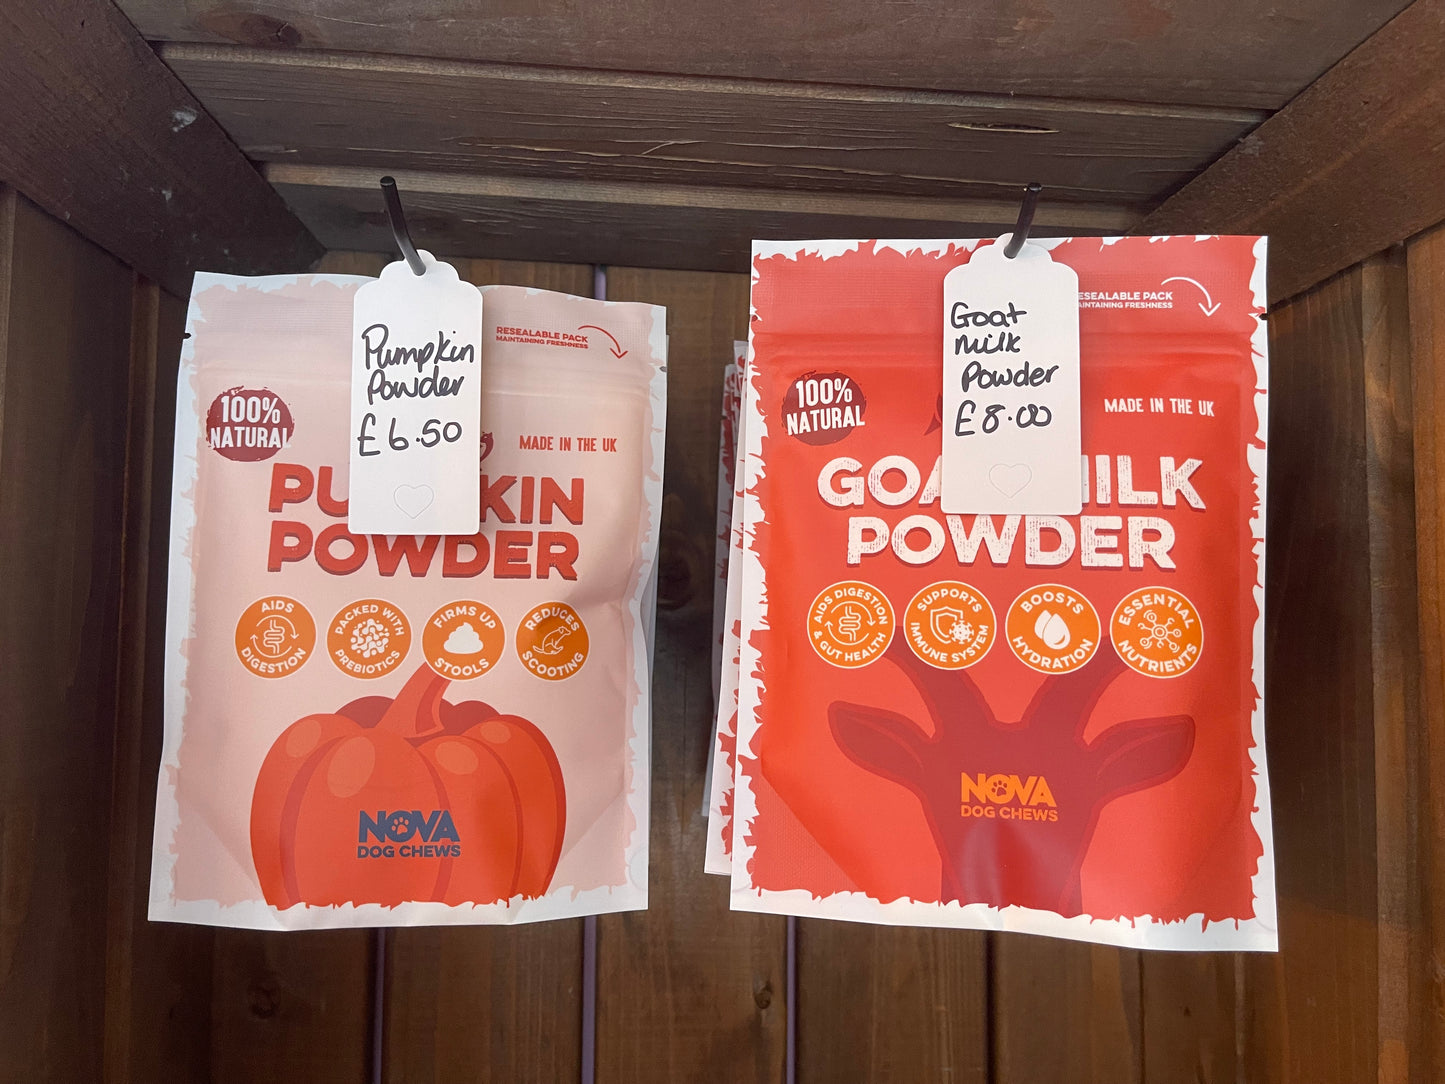 Pumpkin
Powder
£6.50
RESEALABLE PACK
MAINTAINING FRESHNESS
100%
NATURAL
MADE IN THE UK
POWDER
AIDS
DIGESTION
PACKED WITH
PREBIOTICS
FIRMS UP
STOOLS
REDUCES
SCOOTING
NOVA
DOG CHEWS
Goat
Milk
Powder
£8.00
RESEALABLE PACK
MAINTAINING FRESHNESS
100%
NATURAL
MADE IN THE UK
POWDER
AIDS DIGESTION
& GUT HEALTH
SUPPORTS
IMMUNE SYSTEM
BOOSTS
HYDRATION
ESSENTIAL
NUTRIENTS
NOVA
DOG CHEWS